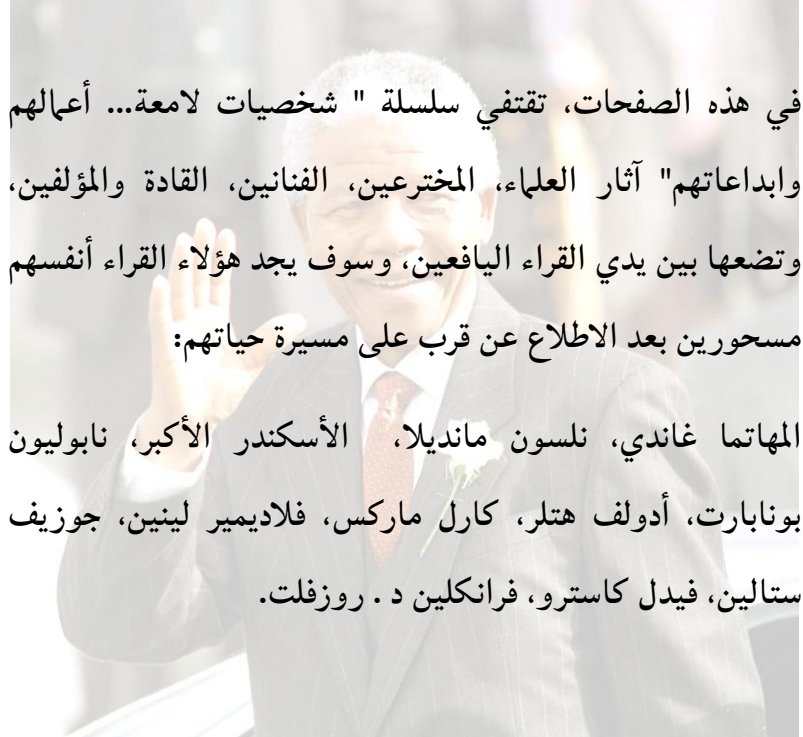 في هذه الصفحات، تقتفي سلسلة " شخصيات لامعة... أعمالهم
وابداعاتهم" آثار العلماء، المخترعين، الفنانين، القادة والمؤلفين،
وتضعها بين يدي القراء اليافعين، وسوف يجد هؤلاء القراء أنفسهم
مسحورين بعد الاطلاع عن قرب على مسيرة حياتهم:
المهاتما غاندي، نلسون مانديلا، الأسكندر الأكبر، نابوليون
بونابارت، أدولف هتلر، كارل ماركس، فلاديمير لينين، جوزيف
ستالين، فيدل كاسترو، فرانكلين د . روزفلت.